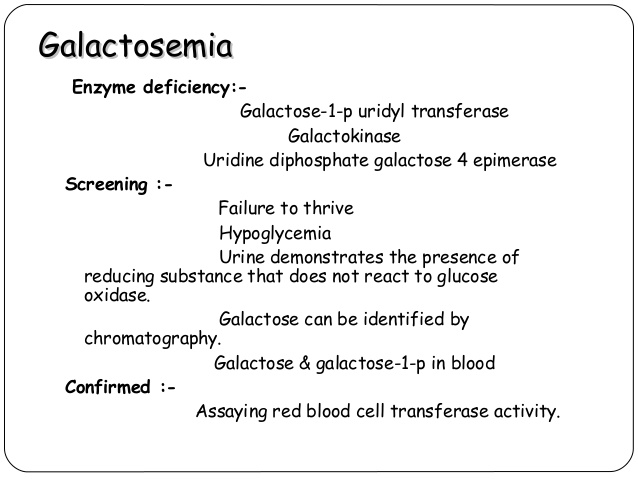 Galactosemia
Enzyme deficiency:-
Galactose-1-p uridyl transferase
Galactokinase
Uridine diphosphate galactose 4 epimerase
Screening :-
Failure to thrive
Hypoglycemia
Urine demonstrates the presence of
reducing substance that does not react to glucose
oxidase.
Galactose can be identified by
chromatography.
Galactose & galactose-1-p in blood
Confirmed :-
Assaying red blood cell transferase activity.